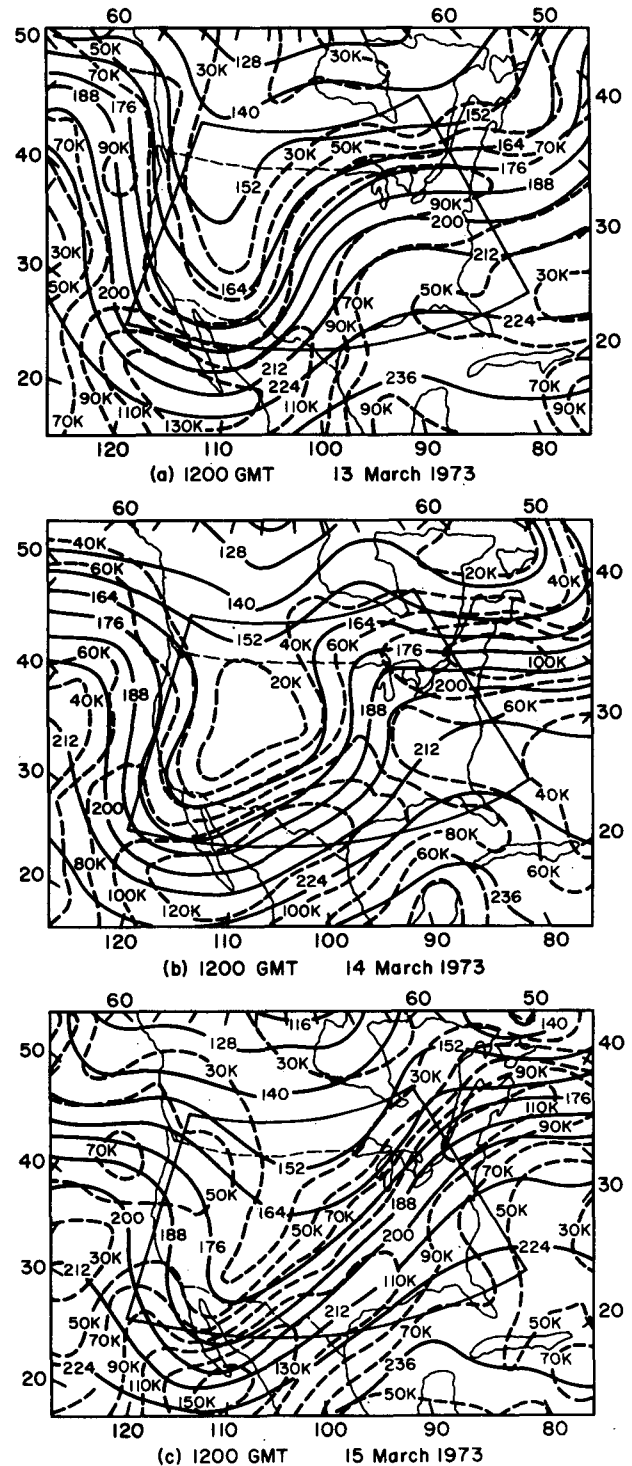 60 60 50
50 50K 30K 128 30K
70K
188 176 140 152 40
70K 30K 50K 164 70K
40 90K 176
152 188
90K
200 30
30K 212
30 50K 200 164 70K 50K 30K
90K 224
212 20
20 90K 224 236 70K
110K 110K
70K 130K 90K 90K
120 110 100 90 80
(a) 1200 GMT 13 March 1973
60 60 50
50 40K 128 40
60K 20K 40K
164 140
176 152 40K 164
60K 176 100K
40 60K 20K 200
40K 188 188 60K 30
212 212
30
200 40K
80K 20
80K 60K
20 100K 224 60K
120K 100K 236
120 110 100 90 80
(b) 1200 GMT 14 March 1973
60 60 50
116 140
50 128 152 40
30K 30K 90K
140 30K 110K 176
90K
70K
40 152 70K
50K 164 70K 188 30
200 50K 50K
188 176 200 30K
30 30K 90K 224
212 110K
50K 212 20
70K 70K 50K
224 90K 130K 236 70K
20 110K
150K 50K
120 110 100 90 80
(c) 1200 GMT 15 March 1973